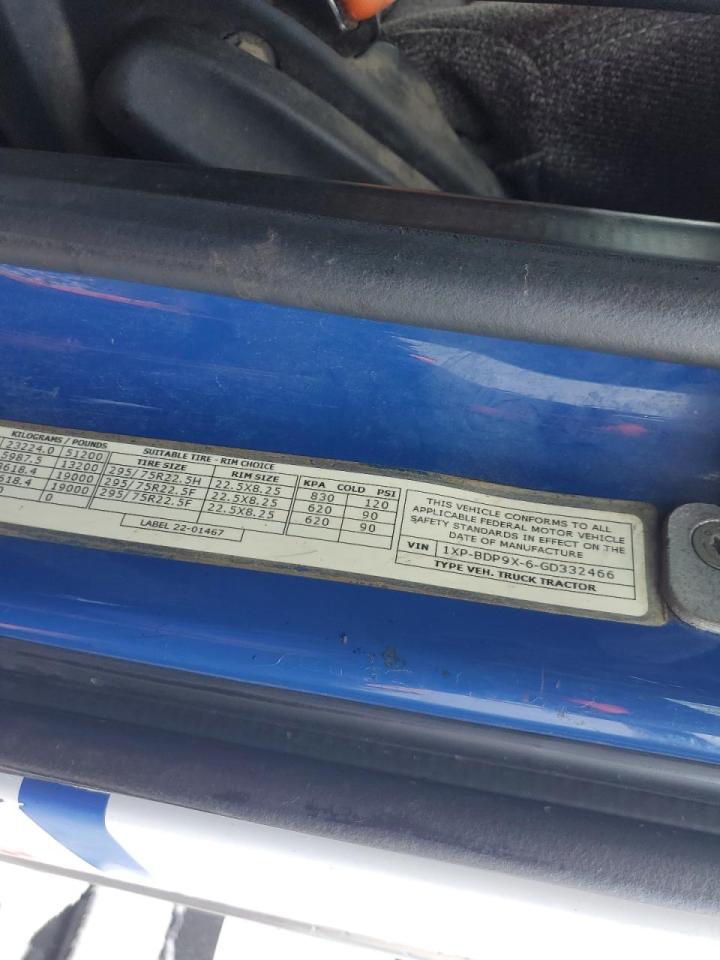 KILOGRAMS / POUNDS
23224.0 51200
5987.5 13200
8618.4 19000
618.4 19000
0 0
SUITABLE TIRE - RIM CHOICE
TIRE SIZE RIM SIZE
295/75R22.5H 22.5X8.25
295/75R22.5F 22.5X8.25
295/75R22.5F 22.5X8.25
KPA COLD PSI
830 120
620 90
620 90
LABEL 22-01467
THIS VEHICLE CONFORMS TO ALL
APPLICABLE FEDERAL MOTOR VEHICLE
SAFETY STANDARDS IN EFFECT ON THE
DATE OF MANUFACTURE
VIN 1XP-BDP9X-6-GD332466
TYPE VEH. TRUCK TRACTOR